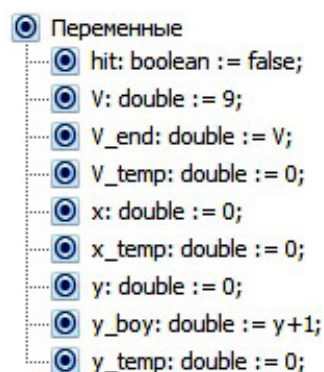 Переменные
hit: boolean := false;
V: double := 9;
V_end: double := V;
V_temp: double := 0;
x: double := 0;
x_temp: double := 0;
y: double := 0;
y_boy: double := y+1;
y_temp: double := 0;